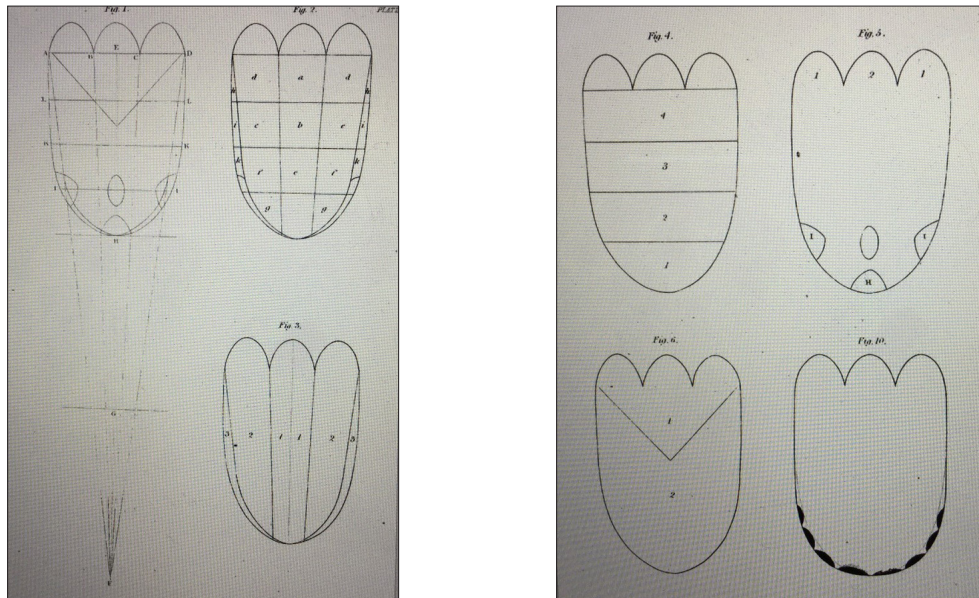 Fig. 1.
Fig. 2.
A B E C D
L L
K K
I I
H
G
F
d a d
h h
i c b e i
k f e f k
g g
Fig. 3.
3 2 1 1 2 3
Fig. 4.
4
3
2
1
Fig. 5.
1 2 1
I I
H
Fig. 6.
1
2
Fig. 10.